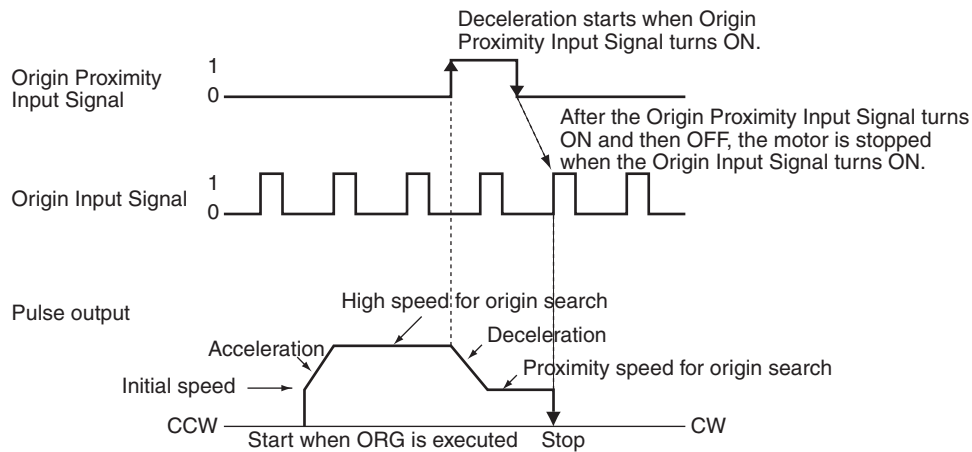 Deceleration starts when Origin
Proximity Input Signal turns ON.
Origin Proximity
Input Signal
1
0
After the Origin Proximity Input Signal turns
ON and then OFF, the motor is stopped
when the Origin Input Signal turns ON.
Origin Input Signal
1
0
Pulse output
High speed for origin search
Acceleration
Deceleration
Initial speed
Proximity speed for origin search
CCW
CW
Start when ORG is executed
Stop